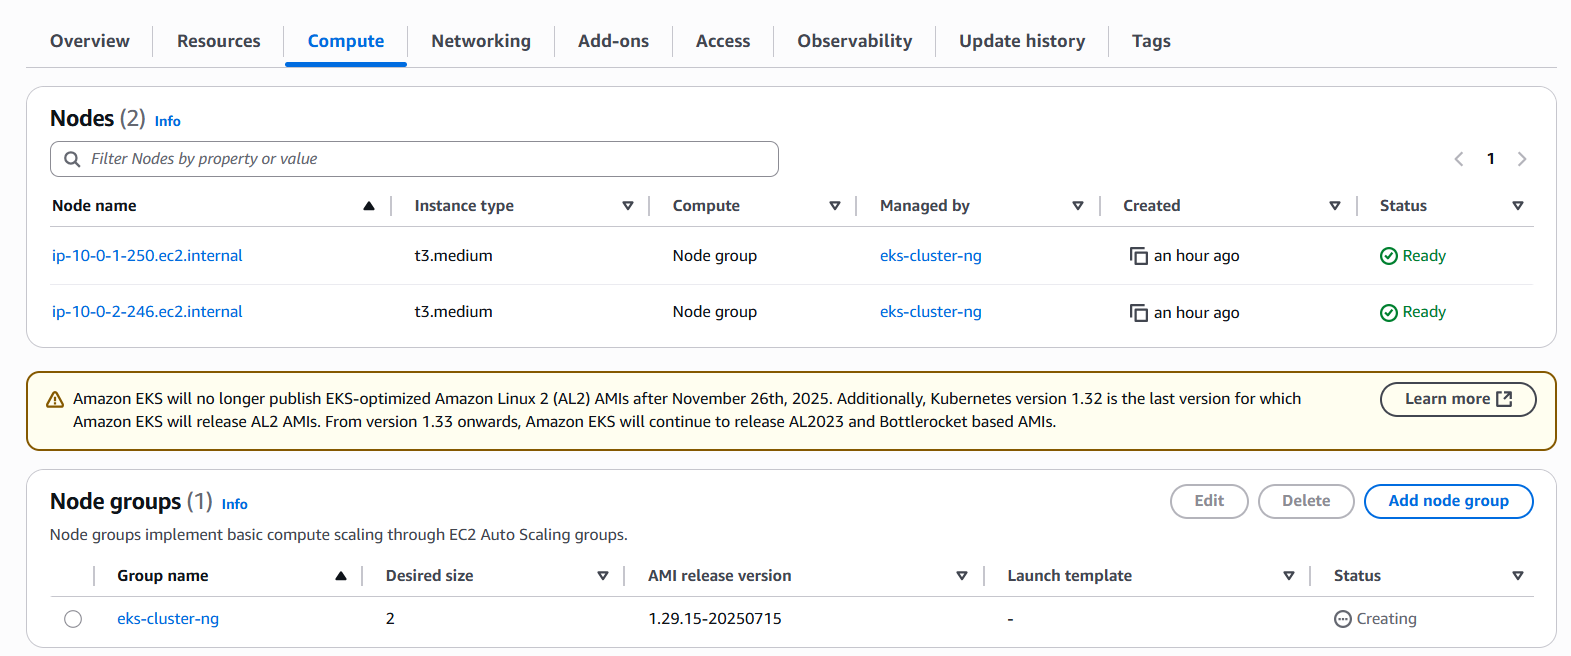 Overview Resources Compute Networking Add-ons Access Observability Update history Tags
Nodes (2) Info
Filter Nodes by property or value
1
Node name Instance type Compute Managed by Created Status
ip-10-0-1-250.ec2.internal t3.medium Node group eks-cluster-ng an hour ago Ready
ip-10-0-2-246.ec2.internal t3.medium Node group eks-cluster-ng an hour ago Ready
Amazon EKS will no longer publish EKS-optimized Amazon Linux 2 (AL2) AMIs after November 26th, 2025. Additionally, Kubernetes version 1.32 is the last version for which
Amazon EKS will release AL2 AMIs. From version 1.33 onwards, Amazon EKS will continue to release AL2023 and Bottlerocket based AMIs.
Learn more
Node groups (1) Info
Edit Delete Add node group
Node groups implement basic compute scaling through EC2 Auto Scaling groups.
Group name Desired size AMI release version Launch template Status
eks-cluster-ng 2 1.29.15-20250715 - Creating